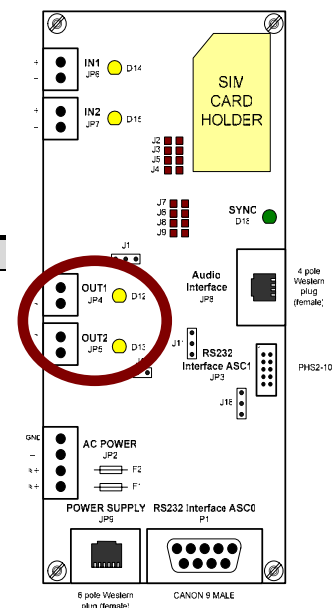 +
IN1
D14
-
JP6
+
IN2
D15
-
JP7
SIM
CARD
HOLDER
J2
J3
J5
J4
J7
J6
J8
J9
SYNC
D18
J1
Audio
Interface
JP8
4 pole
Western
plug
(female)
OUT1
JP4
D12
OUT2
JP5
D13
RS232
Interface ASC1
JP3
PHS2-10
J16
GND
-
AC POWER
JP2
F2
F1
POWER SUPPLY
JP9
RS232 Interface ASC0
P1
6 pole Western
plug (female)
CANON 9 MALE